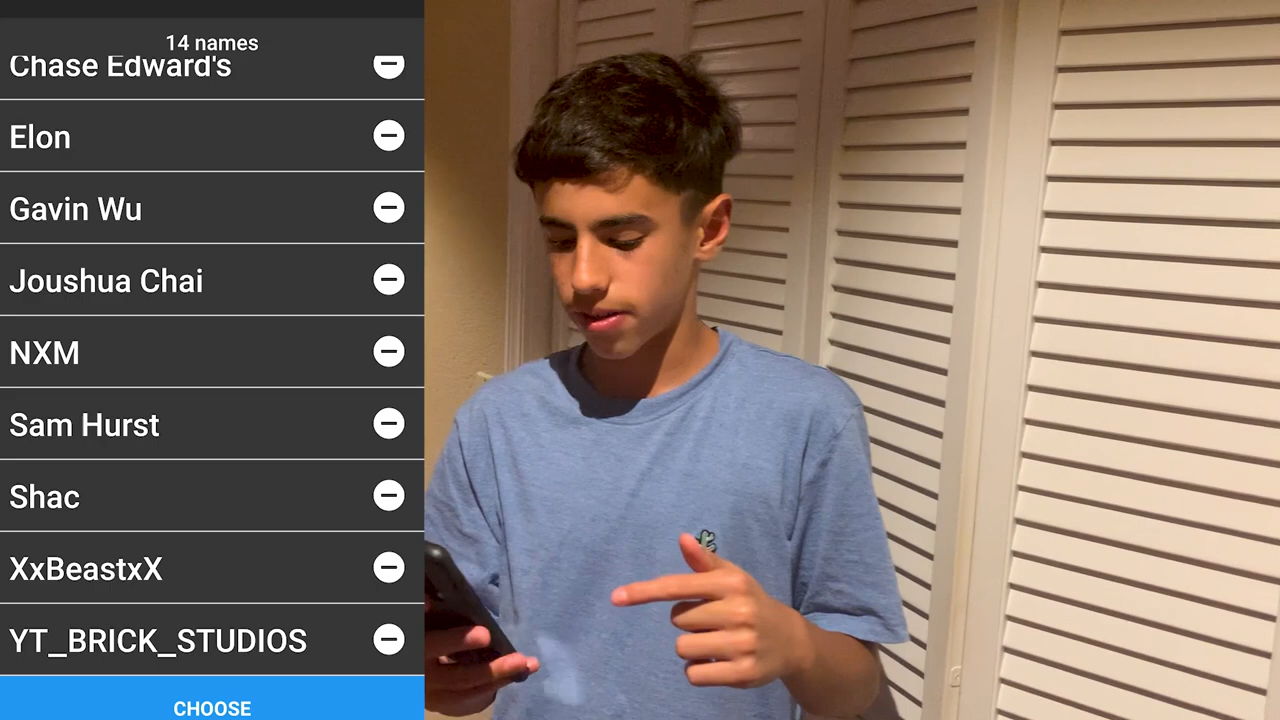 14 names
Chase Edward's
Elon
Gavin Wu
Joushua Chai
NXM
Sam Hurst
Shac
XxBeastxX
YT_BRICK_STUDIOS
CHOOSE